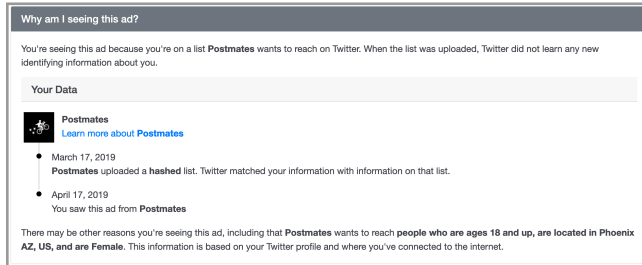 Why am I seeing this ad?
You're seeing this ad because you're on a list Postmates wants to reach on Twitter. When the list was uploaded, Twitter did not learn any new
identifying information about you.
Your Data
Postmates
Learn more about Postmates
March 17, 2019
Postmates uploaded a hashed list. Twitter matched your information with information on that list.
April 17, 2019
You saw this ad from Postmates
There may be other reasons you're seeing this ad, including that Postmates wants to reach people who are ages 18 and up, are located in Phoenix
AZ, US, and are Female. This information is based on your Twitter profile and where you've connected to the internet.